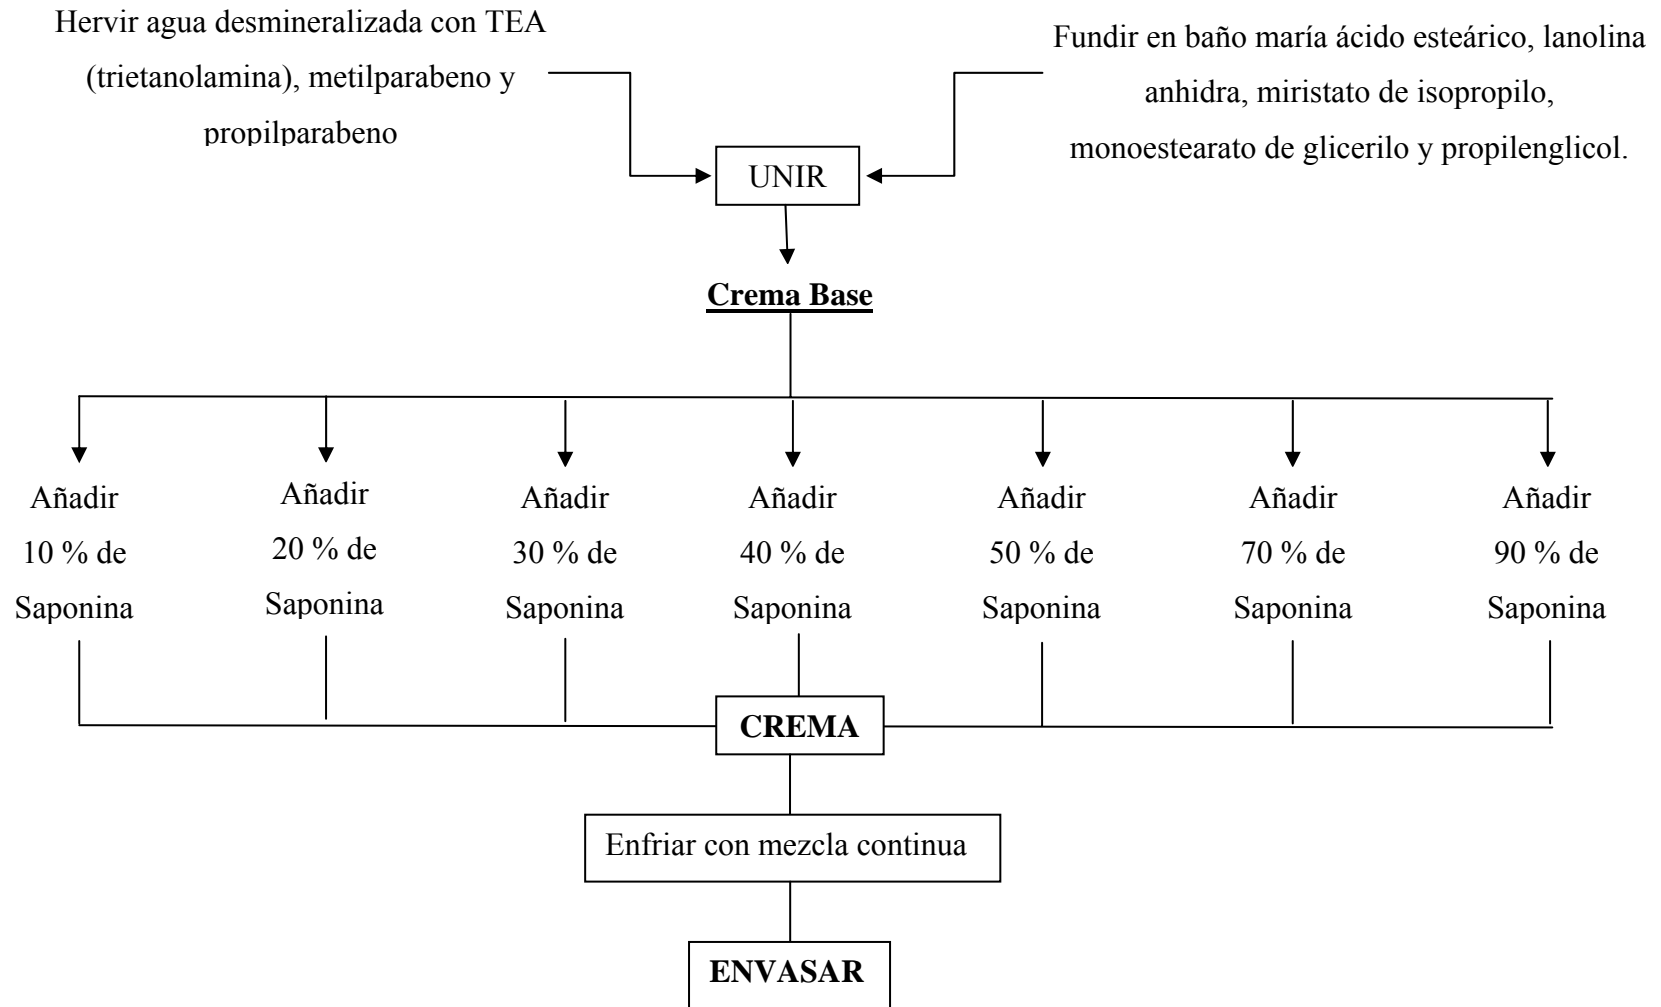 Hervir agua desmineralizada con TEA
(trietanolamina), metilparabeno y
propilparabeno
Fundir en baño maría ácido esteárico, lanolina
anhidra, miristato de isopropilo,
monoestearato de glicerilo y propilenglicol.
UNIR
Crema Base
Añadir
10 % de
Saponina
Añadir
20 % de
Saponina
Añadir
30 % de
Saponina
Añadir
40 % de
Saponina
Añadir
50 % de
Saponina
Añadir
70 % de
Saponina
Añadir
90 % de
Saponina
CREMA
Enfriar con mezcla continua
ENVASAR